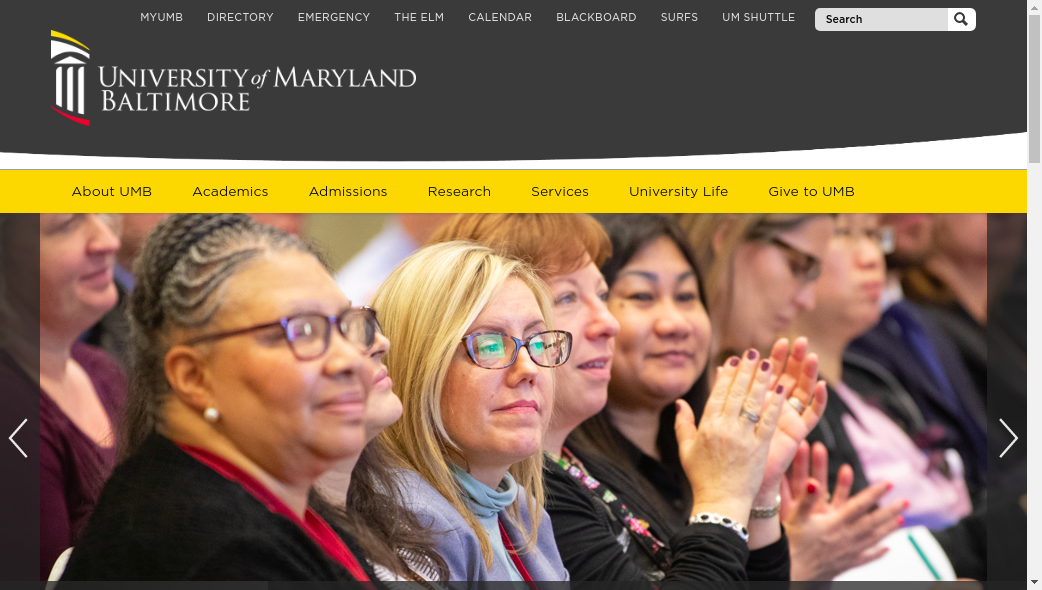 MYUMB DIRECTORY EMERGENCY THE ELM CALENDAR BLACKBOARD SURFS UM SHUTTLE Search
UNIVERSITY of MARYLAND
BALTIMORE
About UMB Academics Admissions Research Services University Life Give to UMB